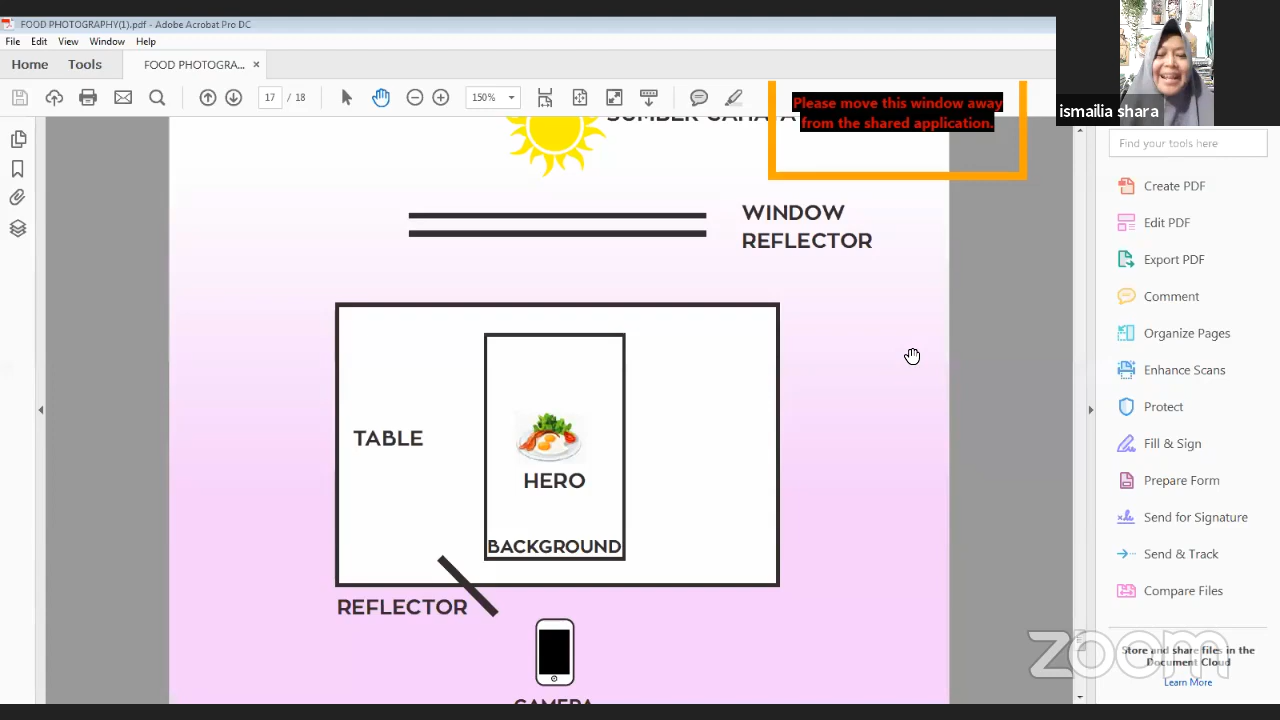 FOOD PHOTOGRAPHY(1).pdf - Adobe Acrobat Pro DC
File Edit View Window Help
Home Tools FOOD PHOTOGRA... ×
17 / 18 150%
Please move this window away
from the shared application.
ismailia shara
SUMBER CAHAYA
WINDOW
REFLECTOR
TABLE
HERO
BACKGROUND
REFLECTOR
CAMERA
Find your tools here
Create PDF
Edit PDF
Export PDF
Comment
Organize Pages
Enhance Scans
Protect
Fill & Sign
Prepare Form
Send for Signature
Send & Track
Compare Files
Store and share files in the
Document Cloud
Learn More
zoom